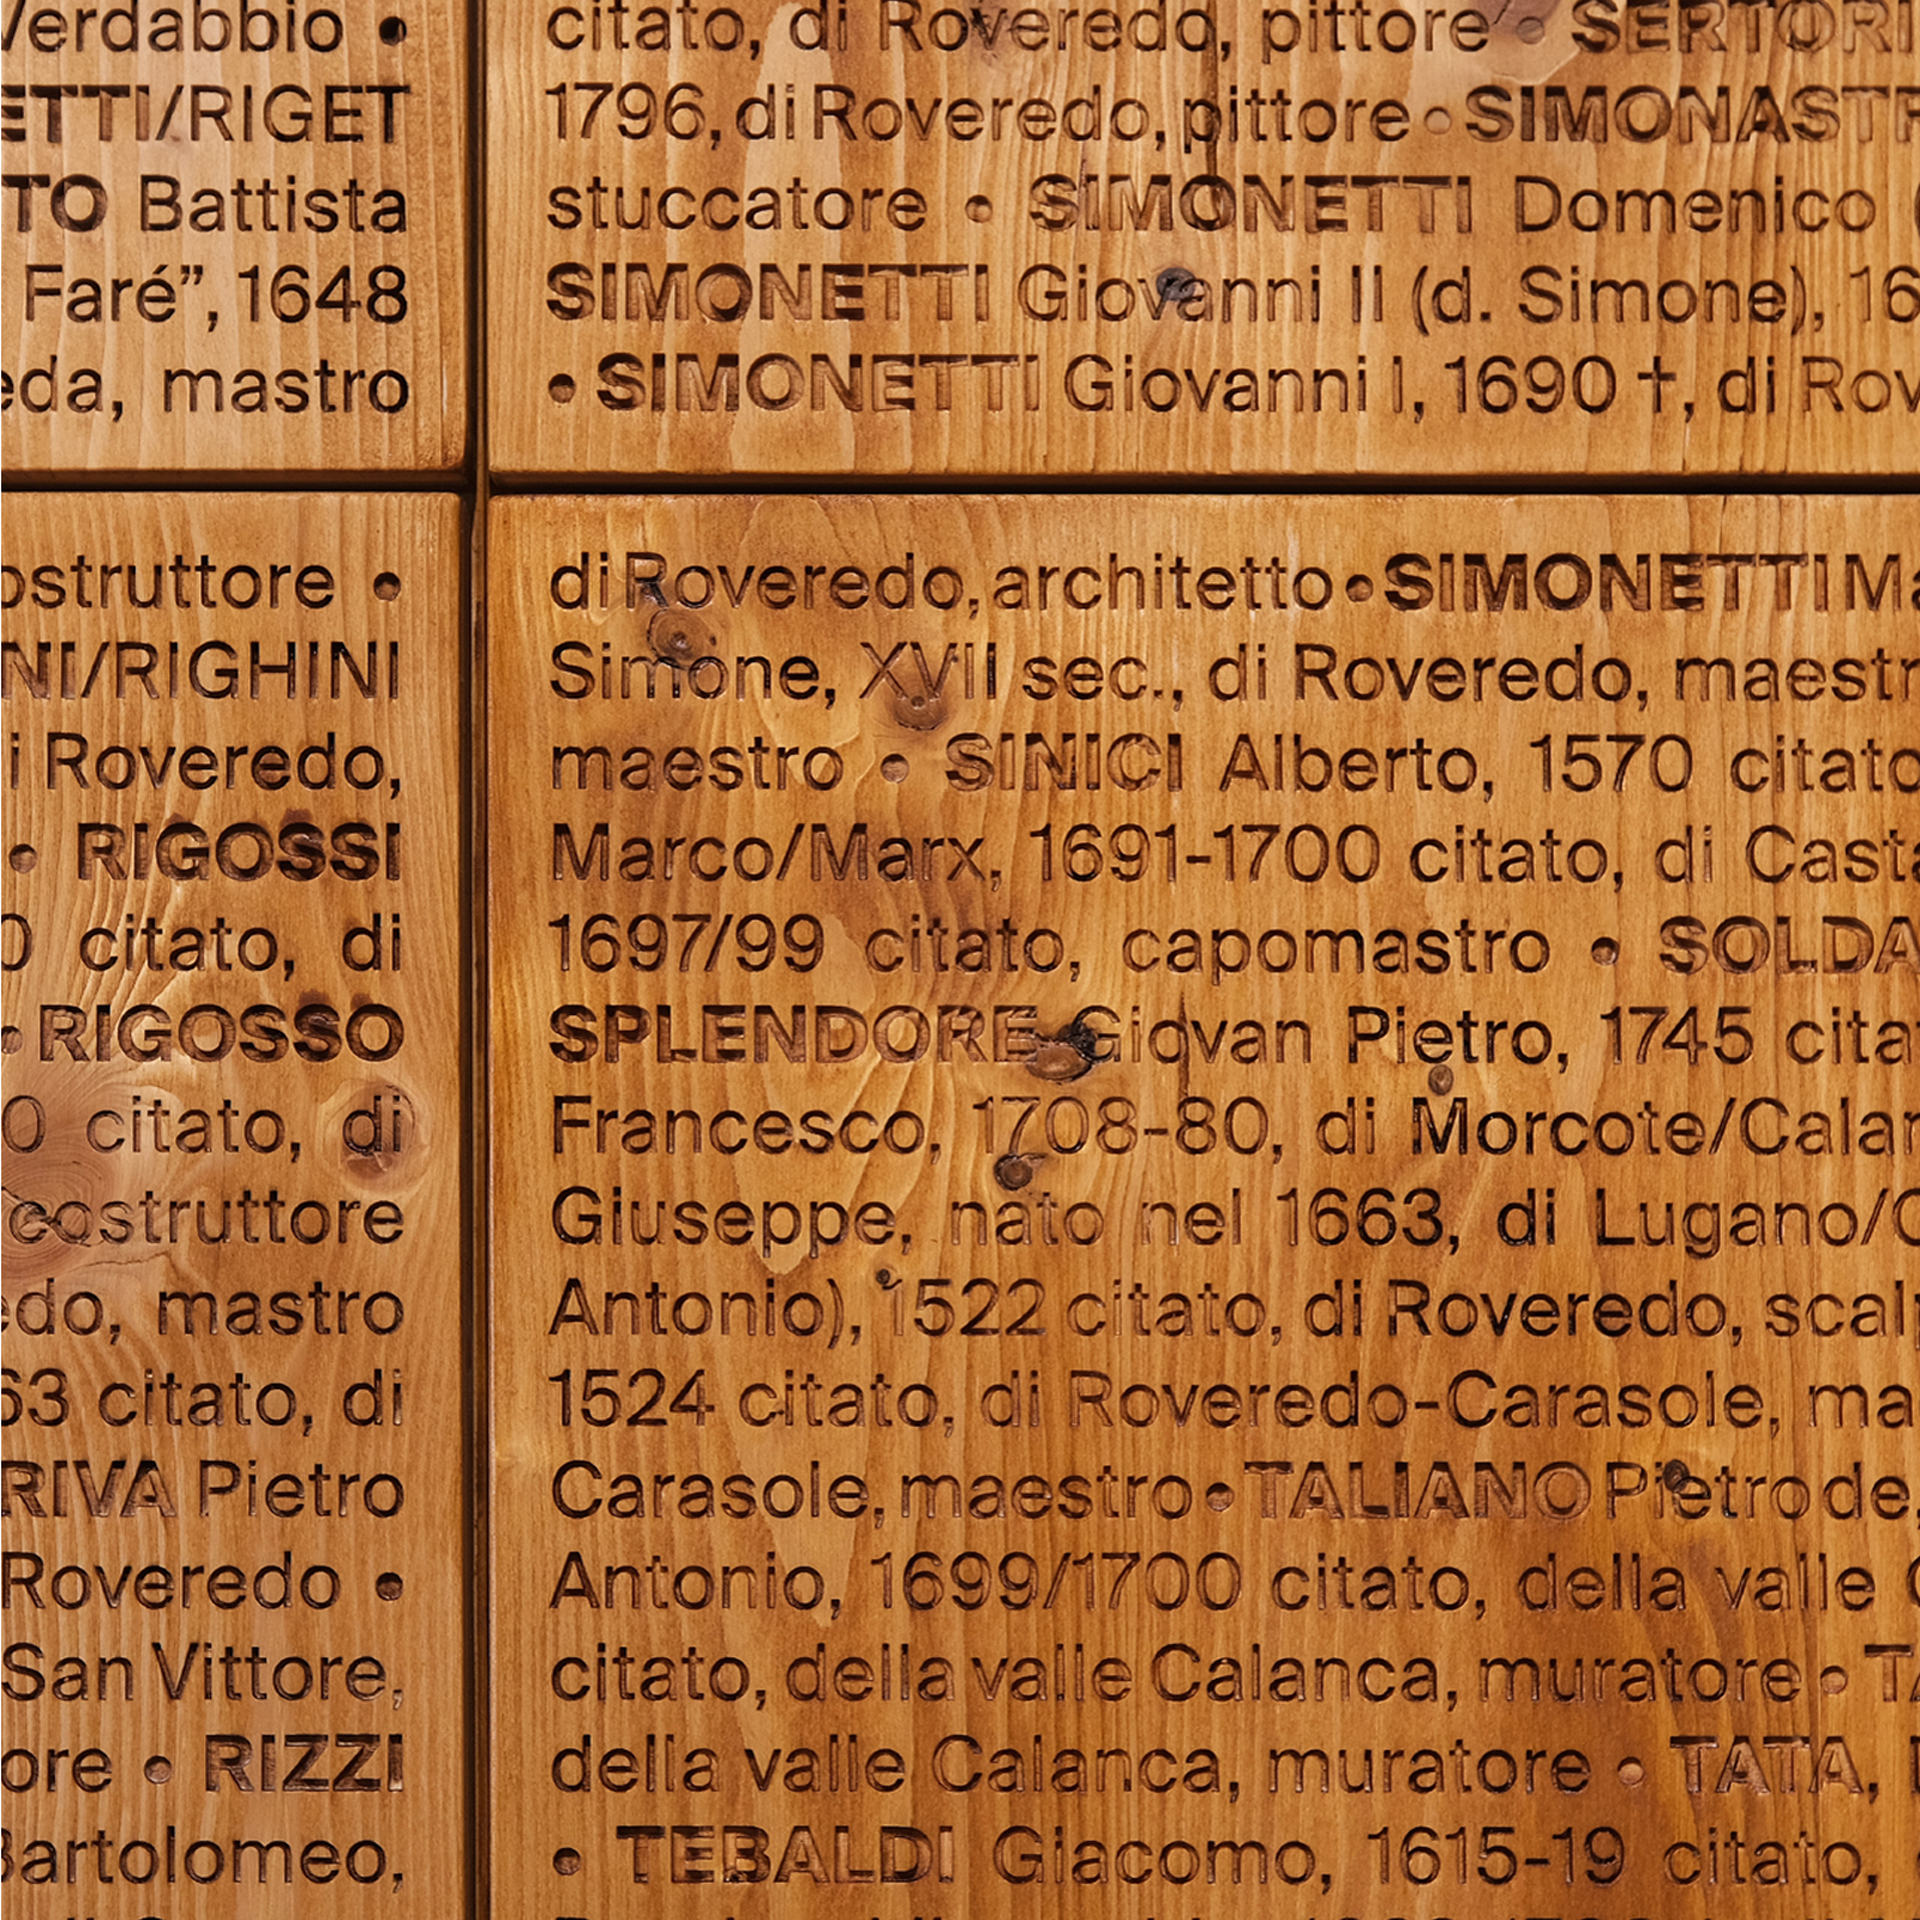 Verdabbio •
ETTI/RIGET
TO Battista
Faré”, 1648
eda, mastro
ostruttore •
NI/RIGHINI
i Roveredo,
• RIGOSSI
0 citato, di
• RIGOSSO
0 citato, di
costruttore
edo, mastro
63 citato, di
RIVA Pietro
Roveredo •
San Vittore,
ore • RIZZI
Bartolomeo,
citato, di Roveredo, pittore • SERTORI
1796, di Roveredo, pittore • SIMONASTR
stuccatore • SIMONETTI Domenico (
SIMONETTI Giovanni II (d. Simone), 16
• SIMONETTI Giovanni I, 1690 †, di Rov
di Roveredo, architetto • SIMONETTI Ma
Simone, XVII sec., di Roveredo, maestr
maestro • SINICI Alberto, 1570 citato
Marco/Marx, 1691-1700 citato, di Casta
1697/99 citato, capomastro • SOLDA
SPLENDORE Giovan Pietro, 1745 cita
Francesco, 1708-80, di Morcote/Calan
Giuseppe, nato nel 1663, di Lugano/C
Antonio), 1522 citato, di Roveredo, scalp
1524 citato, di Roveredo-Carasole, ma
Carasole, maestro • TALIANO Pietro de,
Antonio, 1699/1700 citato, della valle C
citato, della valle Calanca, muratore • TA
della valle Calanca, muratore • TATA,
• TEBALDI Giacomo, 1615-19 citato,